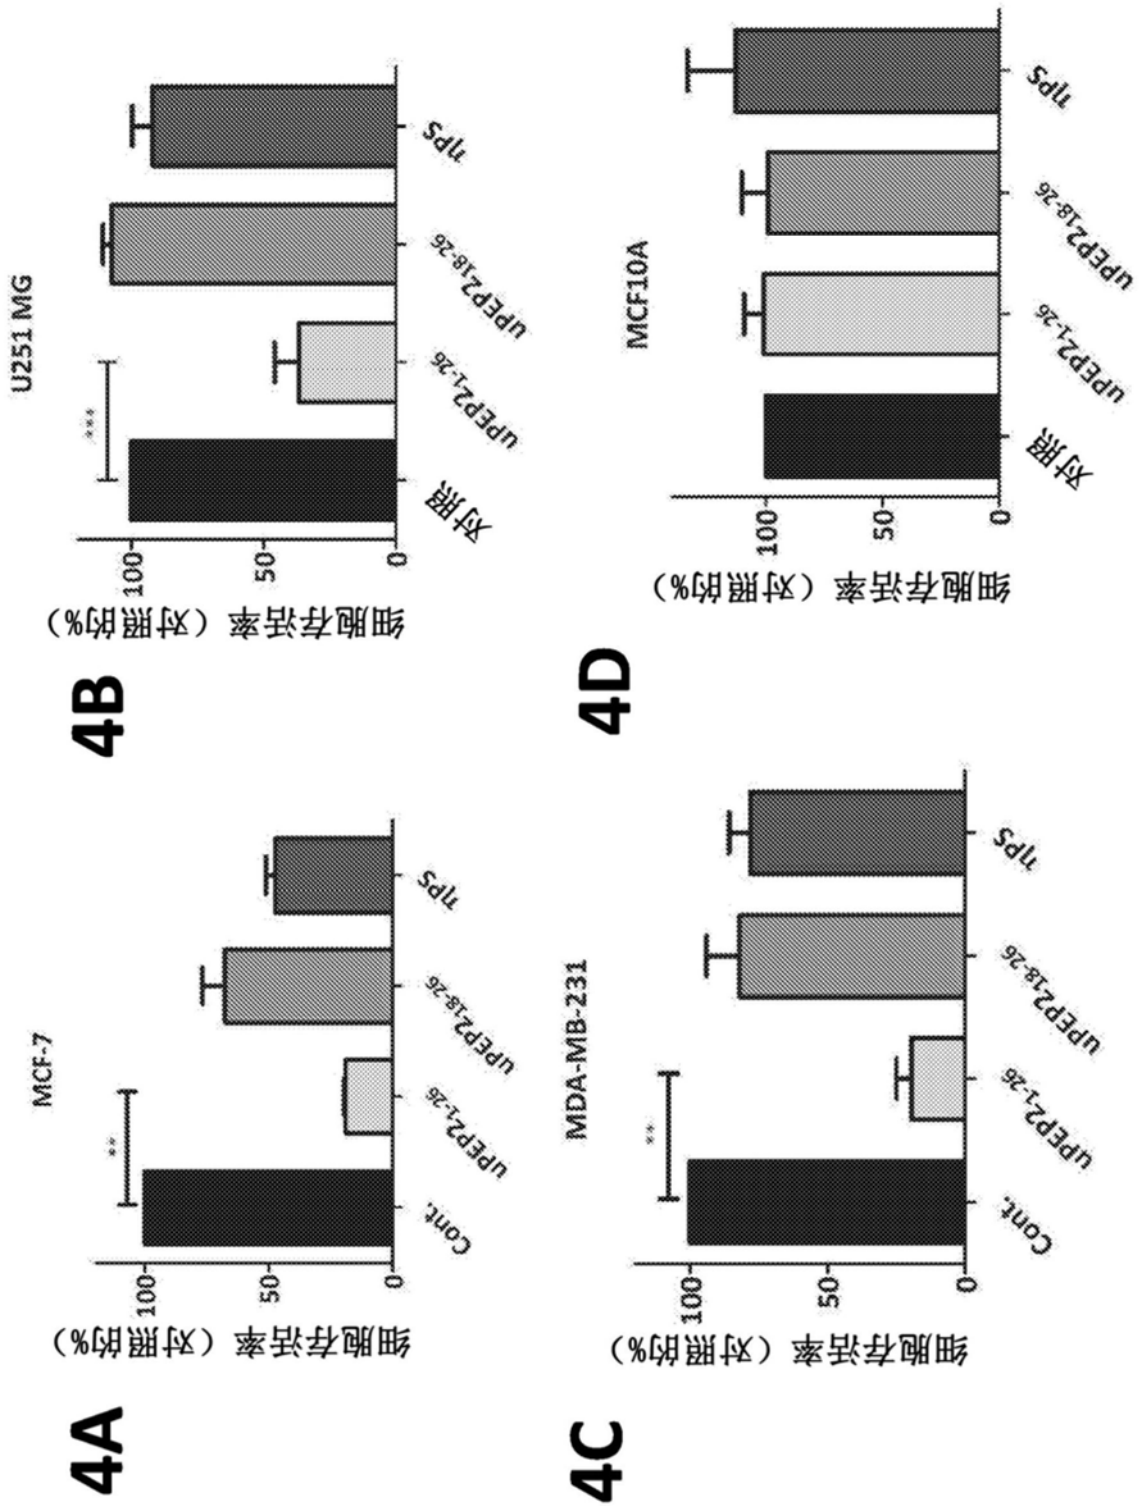 4A
MCF-7
细胞存活率（对照的%）
100
50
0
**
Cont.
uPEP2₁₋₂₆
uPEP2₁₈₋₂₆
ηPS
4B
U251 MG
细胞存活率（对照的%）
100
50
0
***
对照
uPEP2₁₋₂₆
uPEP2₁₈₋₂₆
ηPS
4C
MDA-MB-231
细胞存活率（对照的%）
100
50
0
**
Cont.
uPEP2₁₋₂₆
uPEP2₁₈₋₂₆
ηPS
4D
MCF10A
细胞存活率（对照的%）
100
50
0
对照
uPEP2₁₋₂₆
uPEP2₁₈₋₂₆
ηPS